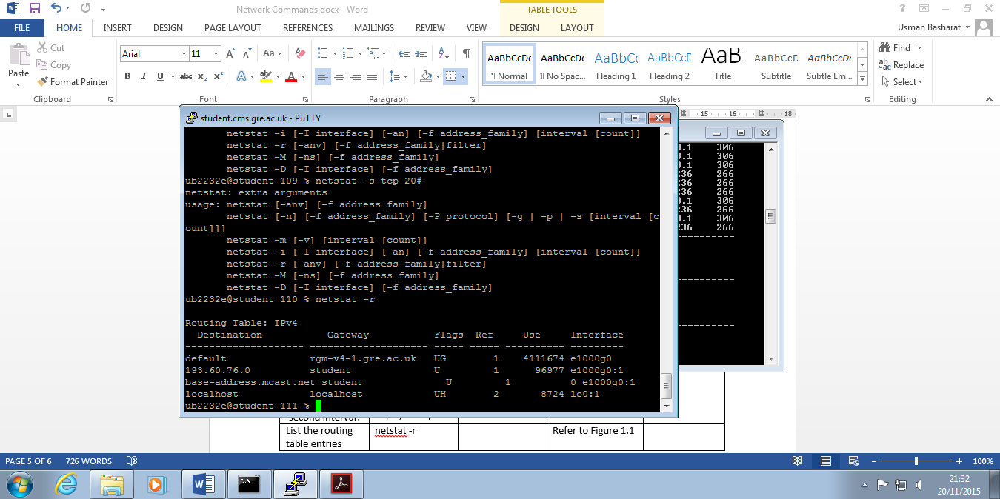 Network Commands.docx - Word
TABLE TOOLS
FILE
HOME
INSERT
DESIGN
PAGE LAYOUT
REFERENCES
MAILINGS
REVIEW
VIEW
DESIGN
LAYOUT
Usman Basharat
Paste
Cut
Copy
Format Painter
Clipboard
Arial
11
Font
Paragraph
AaBbCcDc
¶ Normal
AaBbCcDc
¶ No Spac...
AaBbCc
Heading 1
AaBbCcD
Heading 2
AaB
Title
AaBbCcD
Subtitle
AaBbCcDc
Subtle Em...
Styles
Find
Replace
Select
Editing
15 16 18
student.cms.gre.ac.uk - PuTTY
netstat -i [-I interface] [-an] [-f address_family] [interval [count]]
netstat -r [-anv] [-f address_family|filter]
netstat -M [-ns] [-f address_family]
netstat -D [-I interface] [-f address_family]
ub2232e@student 109 % netstat -s tcp 20#
netstat: extra arguments
usage: netstat [-anv] [-f address_family]
netstat [-n] [-f address_family] [-P protocol] [-g | -p | -s [interval [c
ount]]]
netstat -m [-v] [interval [count]]
netstat -i [-I interface] [-an] [-f address_family] [interval [count]]
netstat -r [-anv] [-f address_family|filter]
netstat -M [-ns] [-f address_family]
netstat -D [-I interface] [-f address_family]
ub2232e@student 110 % netstat -r
Routing Table: IPv4
Destination Gateway Flags Ref Use Interface
-------------------- -------------------- ----- ----- ---------- ---------
default rgm-v4-1.gre.ac.uk UG 1 4111674 e1000g0
193.60.76.0 student U 1 96977 e1000g0:1
base-address.mcast.net student U 1 0 e1000g0:1
localhost localhost UH 2 8724 lo0:1
ub2232e@student 111 %
0.1 306
0.1 306
0.1 306
236 266
236 266
236 266
0.1 306
236 266
0.1 306
236 266
==========
==========
==========
second interval.
List the routing
table entries
netstat -r
Refer to Figure 1.1
PAGE 5 OF 6
726 WORDS
100%
21:32
20/11/2015